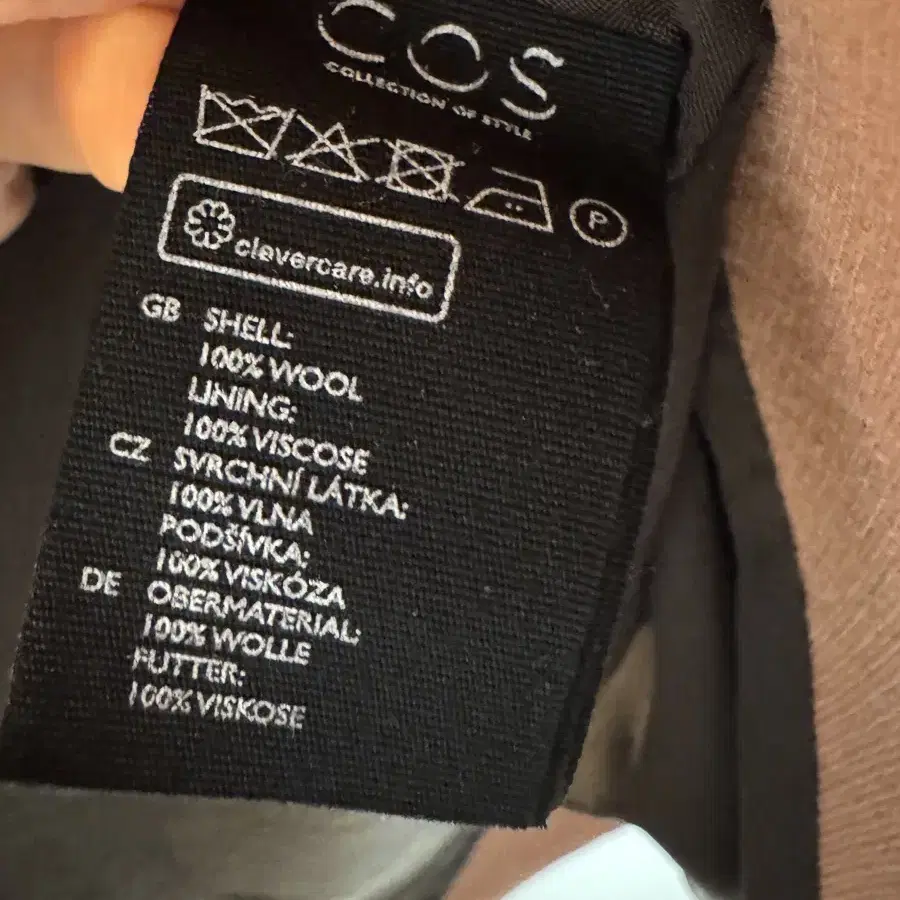 COS
COLLECTION OF STYLE
P
clevercare.info
GB SHELL:
100% WOOL
LINING:
100% VISCOSE
CZ SVRCHNÍ LÁTKA:
100% VLNA
PODŠÍVKA:
100% VISKÓZA
DE OBERMATERIAL:
100% WOLLE
FUTTER:
100% VISKOSE